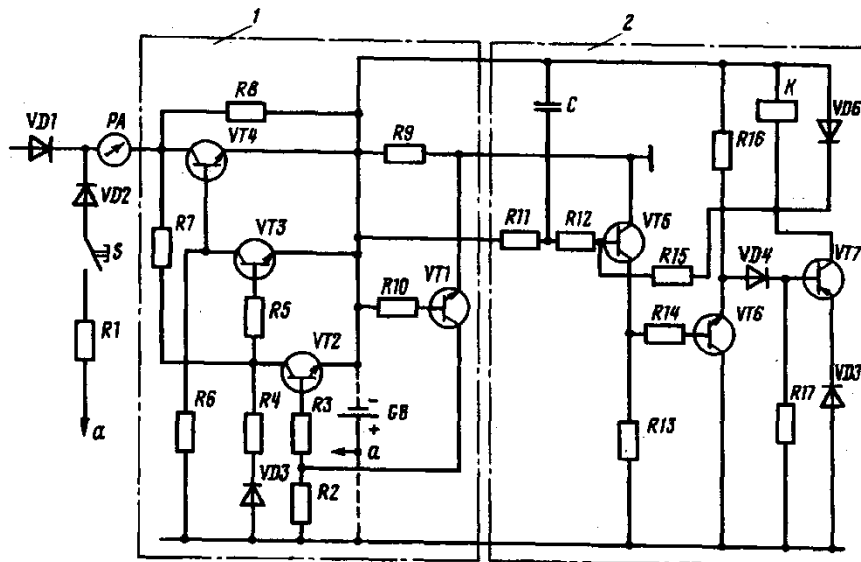 1
2
VD1
PA
R8
VT4
R9
C
R16
K
VD6
VD2
S
R7
VT3
R11
R12
VT5
R15
VD4
VT7
R1
R5
R10
VT1
R14
VT6
VT2
R6
R4
R3
- GB
+
R13
R17
VD3
a
a
VD3
R2